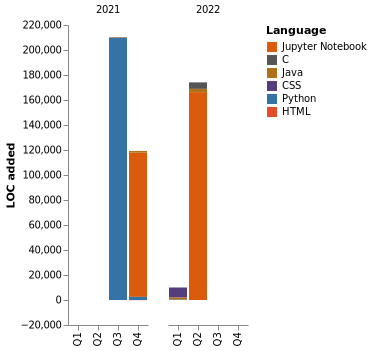 2021
2022
Language
Jupyter Notebook
C
Java
CSS
Python
HTML
LOC added
220,000
200,000
180,000
160,000
140,000
120,000
100,000
80,000
60,000
40,000
20,000
0
−20,000
Q1
Q2
Q3
Q4
Q1
Q2
Q3
Q4